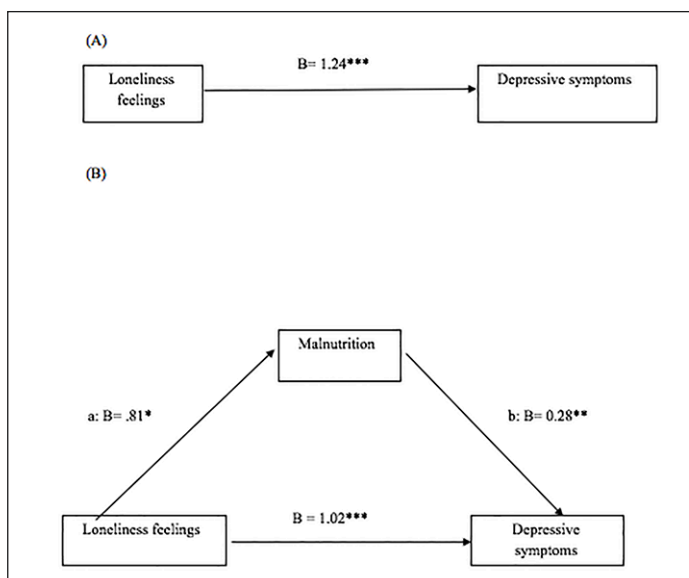 (A)
B= 1.24***
Loneliness
feelings
Depressive symptoms
(B)
Malnutrition
a: B= .81*
b: B= 0.28**
Loneliness feelings
B = 1.02***
Depressive
symptoms